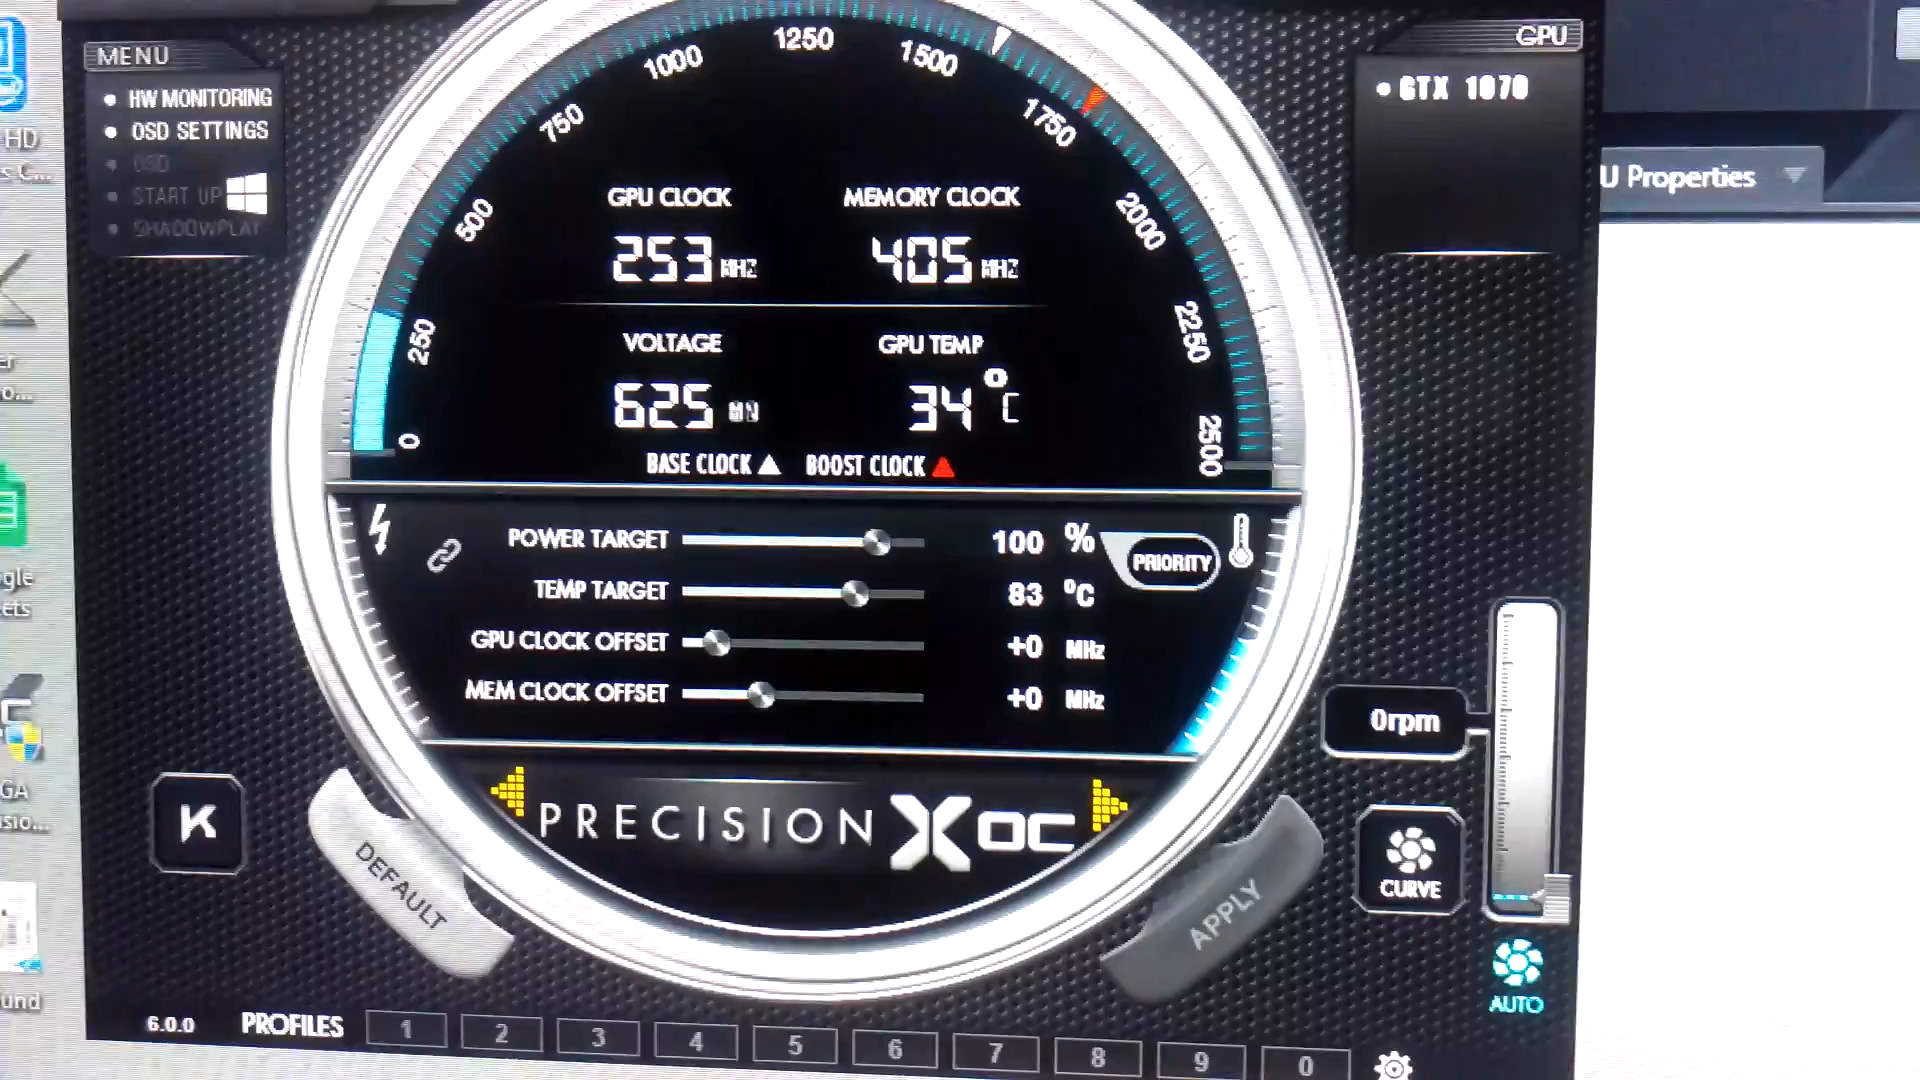 MENU
HW MONITORING
OSD SETTINGS
OSD
START UP
SHADOWPLAY
GPU
GTX 1070
0
250
500
750
1000
1250
1500
1750
2000
2250
2500
GPU CLOCK
253 MHZ
MEMORY CLOCK
405 MHZ
VOLTAGE
625
GPU TEMP
34 °C
BASE CLOCK
BOOST CLOCK
POWER TARGET 100 %
PRIORITY
TEMP TARGET 83 °C
GPU CLOCK OFFSET +0 MHz
MEM CLOCK OFFSET +0 MHz
PRECISION XOC
K
DEFAULT
APPLY
0rpm
CURVE
AUTO
6.0.0
PROFILES
1 2 3 4 5 6 7 8 9 0
U Properties
HD
s C...
er
o...
gle
ets
GA
sio...
und